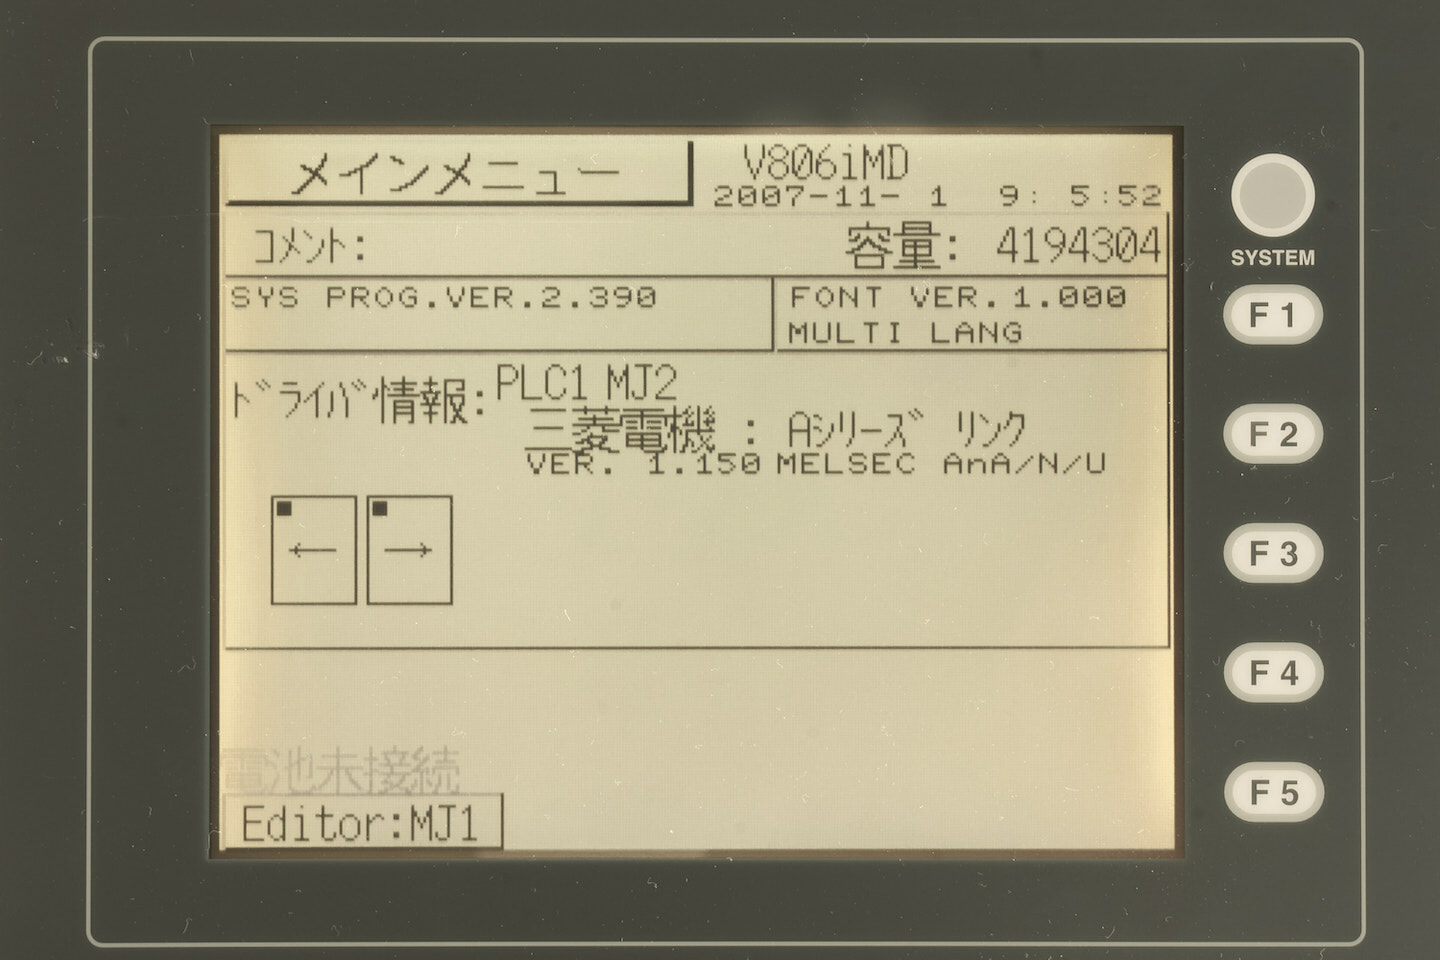 メインメニュー
V806iMD
2007-11- 1 9: 5:52
コメント:
容量: 4194304
SYS PROG.VER.2.390
FONT VER.1.000
MULTI LANG
ドライバ情報:
PLC1 MJ2
三菱電機 : Aシリーズ リンク
VER. 1.150 MELSEC AnA/N/U
← →
電池未接続
Editor:MJ1
SYSTEM
F1
F2
F3
F4
F5